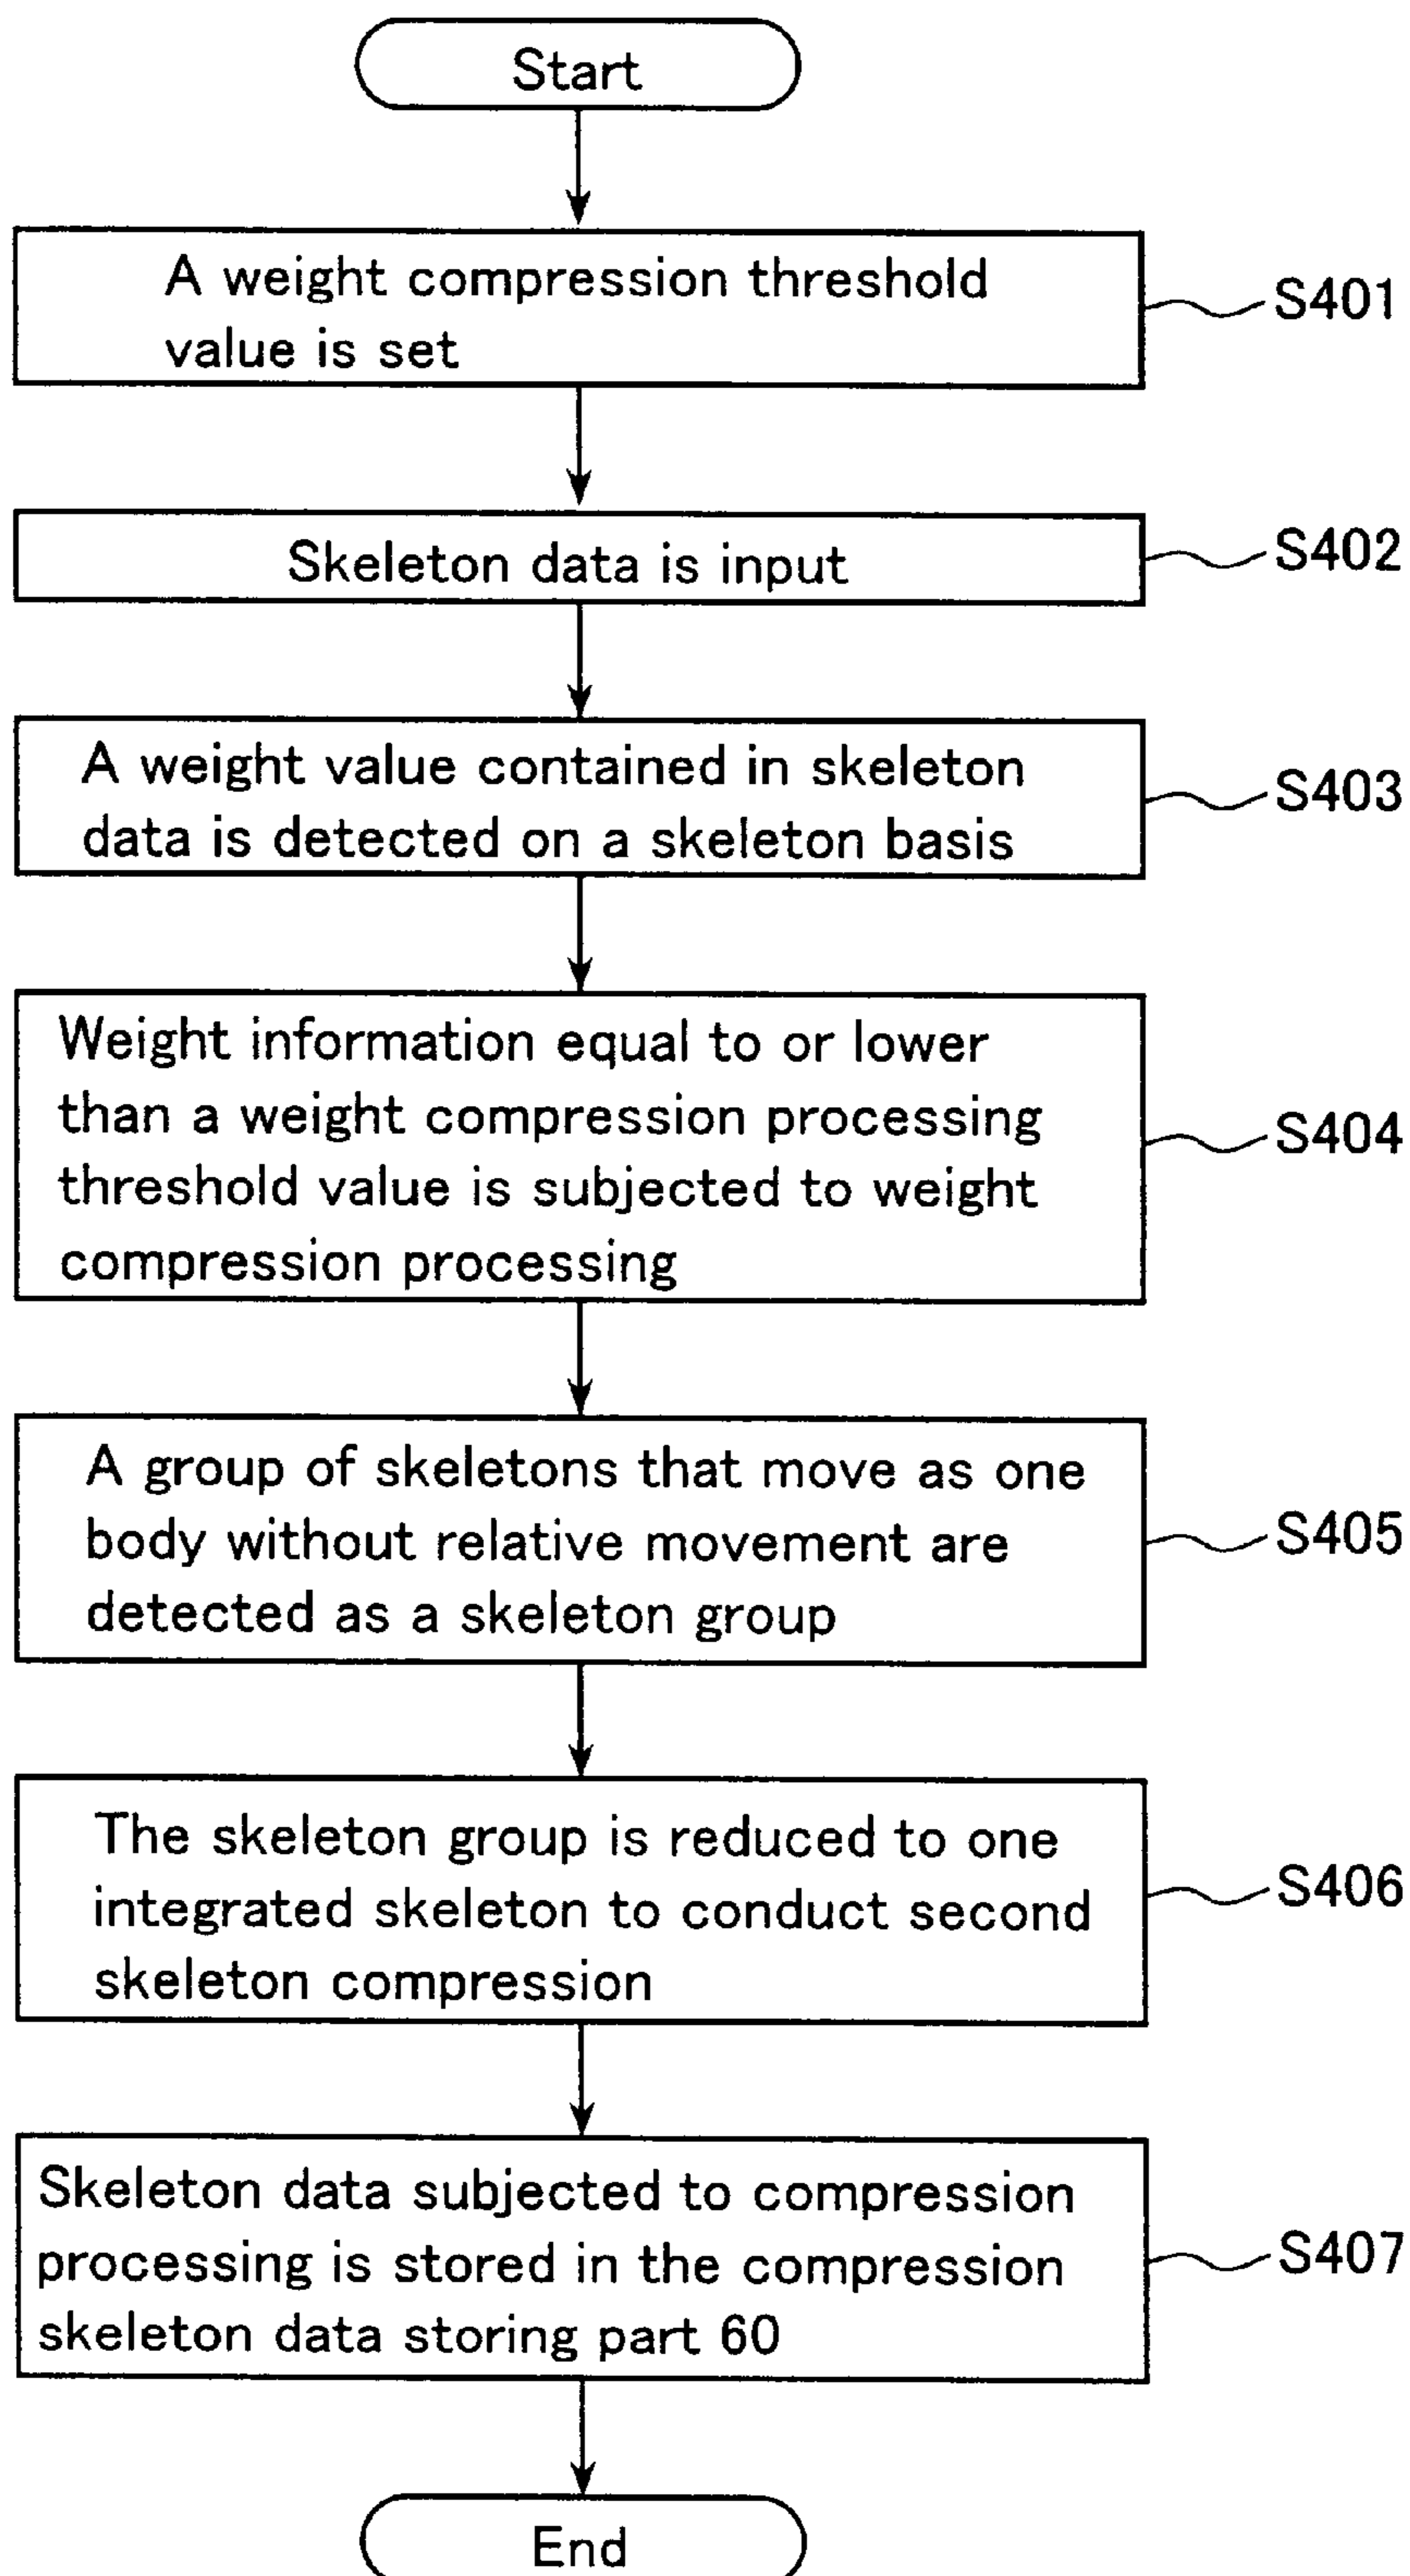 Start
A weight compression threshold
value is set
S401
Skeleton data is input
S402
A weight value contained in skeleton
data is detected on a skeleton basis
S403
Weight information equal to or lower
than a weight compression processing
threshold value is subjected to weight
compression processing
S404
A group of skeletons that move as one
body without relative movement are
detected as a skeleton group
S405
The skeleton group is reduced to one
integrated skeleton to conduct second
skeleton compression
S406
Skeleton data subjected to compression
processing is stored in the compression
skeleton data storing part 60
S407
End